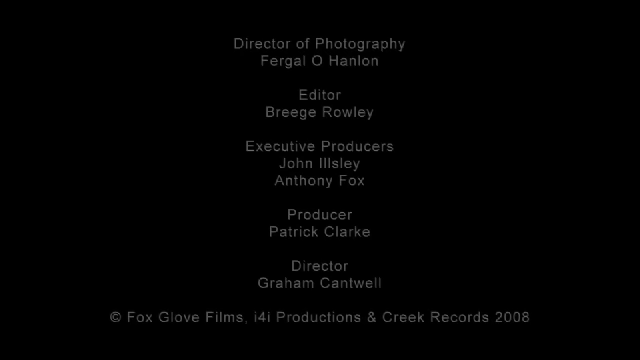 Director of Photography
Fergal O Hanlon
Editor
Breege Rowley
Executive Producers
John Illsley
Anthony Fox
Producer
Patrick Clarke
Director
Graham Cantwell
© Fox Glove Films, i4i Productions & Creek Records 2008